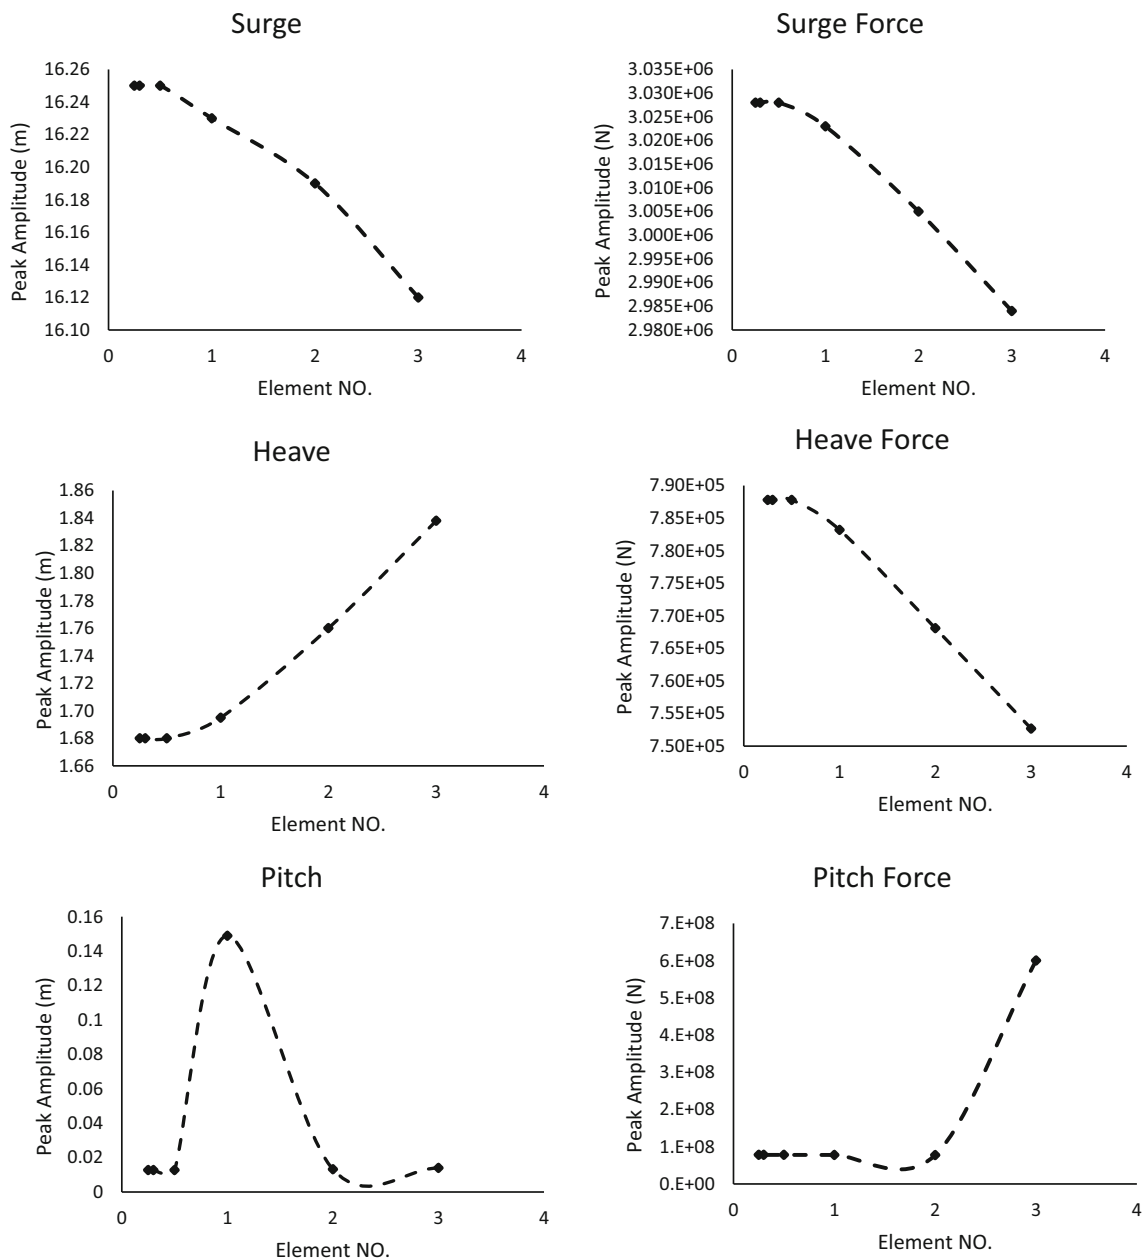 Surge
Peak Amplitude (m)
16.26
16.24
16.22
16.20
16.18
16.16
16.14
16.12
16.10
0 1 2 3 4
Element NO.
Surge Force
Peak Amplitude (N)
3.035E+06
3.030E+06
3.025E+06
3.020E+06
3.015E+06
3.010E+06
3.005E+06
3.000E+06
2.995E+06
2.990E+06
2.985E+06
2.980E+06
0 1 2 3 4
Element NO.
Heave
Peak Amplitude (m)
1.86
1.84
1.82
1.80
1.78
1.76
1.74
1.72
1.70
1.68
1.66
0 1 2 3 4
Element NO.
Heave Force
Peak Amplitude (N)
7.90E+05
7.85E+05
7.80E+05
7.75E+05
7.70E+05
7.65E+05
7.60E+05
7.55E+05
7.50E+05
0 1 2 3 4
Element NO.
Pitch
Peak Amplitude (m)
0.16
0.14
0.12
0.1
0.08
0.06
0.04
0.02
0
0 1 2 3 4
Element NO.
Pitch Force
Peak Amplitude (N)
7.E+08
6.E+08
5.E+08
4.E+08
3.E+08
2.E+08
1.E+08
0.E+00
0 1 2 3 4
Element NO.